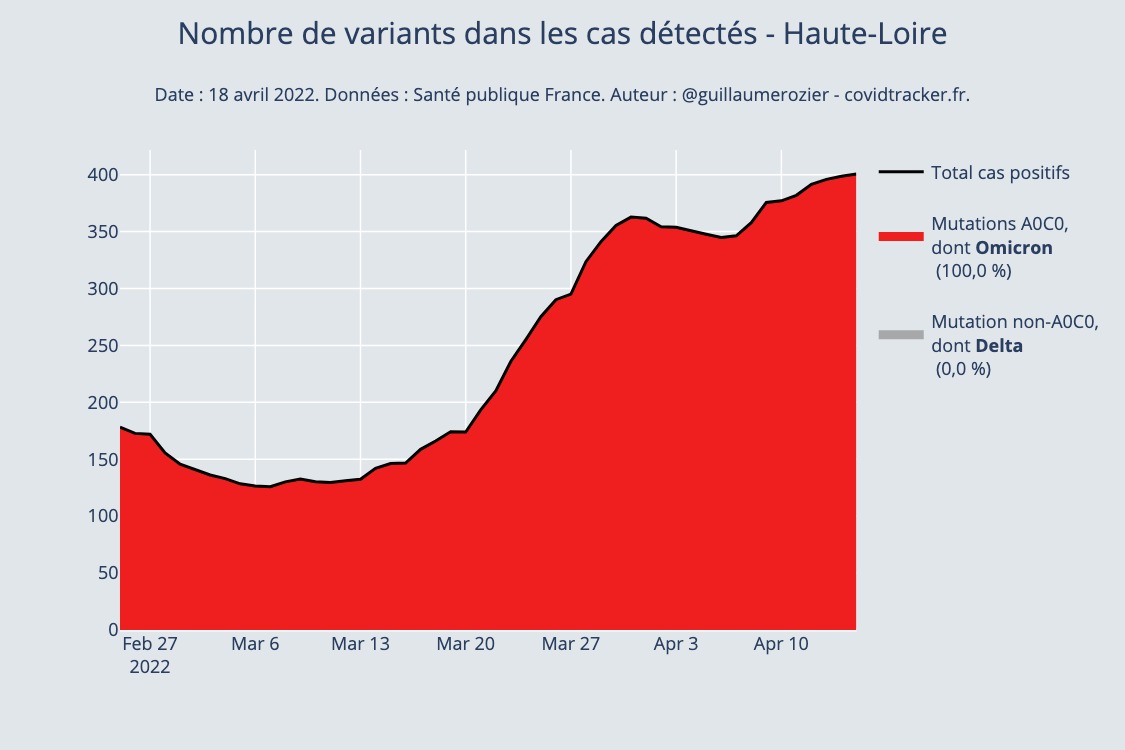 Nombre de variants dans les cas détectés - Haute-Loire
Date : 18 avril 2022. Données : Santé publique France. Auteur : @guillaumerozier - covidtracker.fr.
400
350
300
250
200
150
100
50
0
Feb 27
2022
Mar 6
Mar 13
Mar 20
Mar 27
Apr 3
Apr 10
Total cas positifs
Mutations A0C0,
dont Omicron
(100,0 %)
Mutation non-A0C0,
dont Delta
(0,0 %)